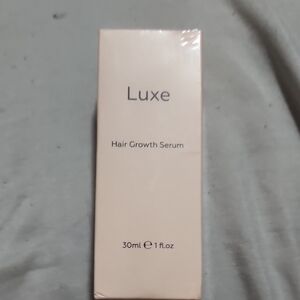 Luxe
Hair Growth Serum
30ml ℮ 1 fl.oz